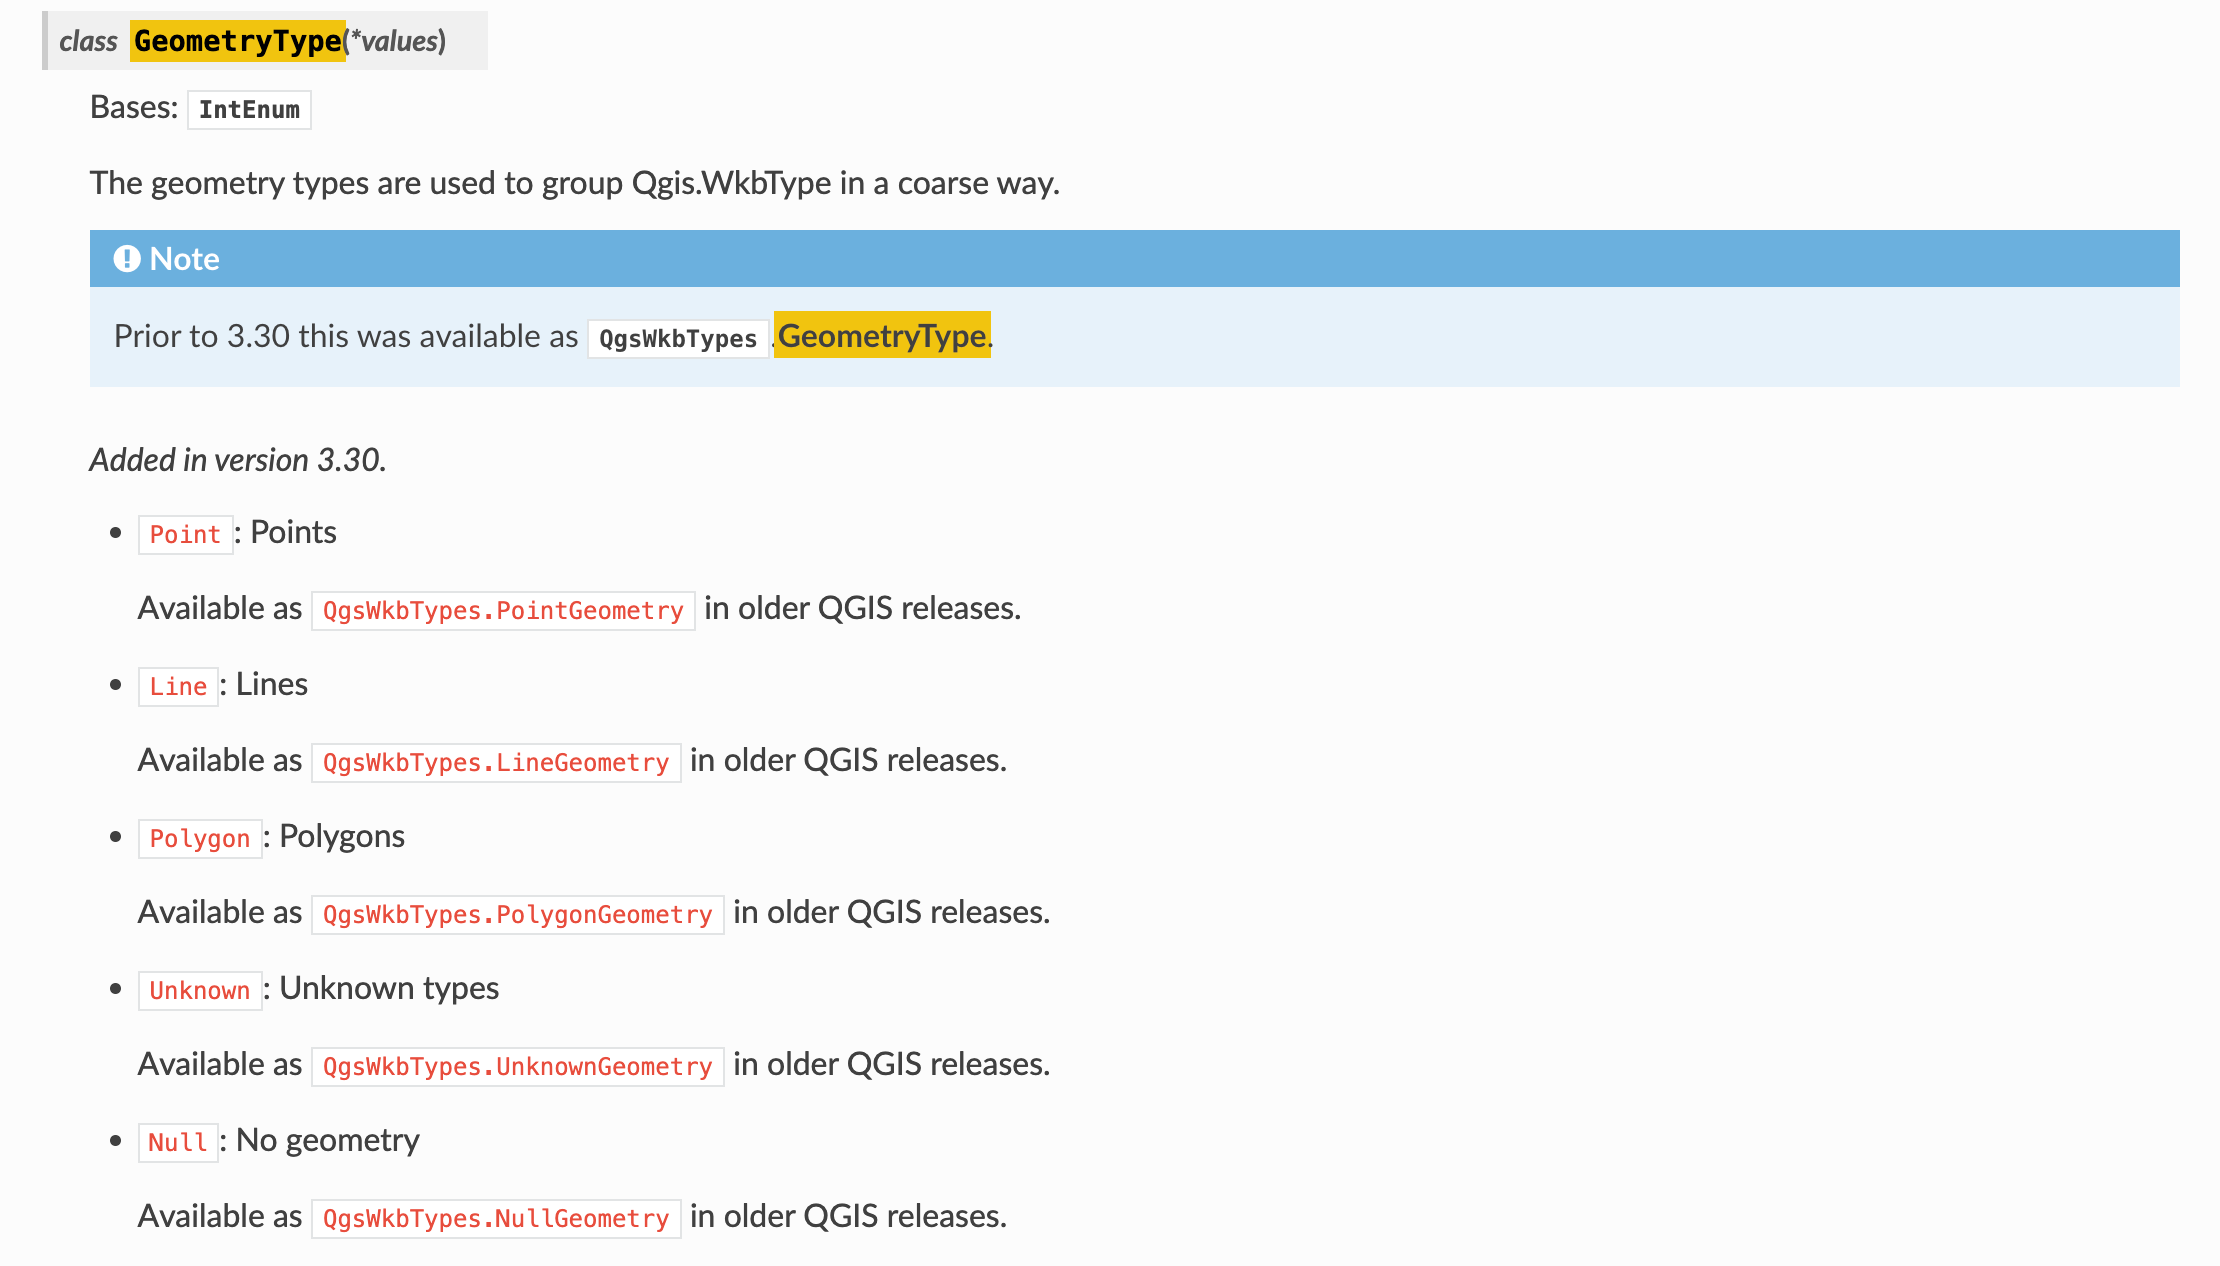 class GeometryType(*values)
Bases: IntEnum
The geometry types are used to group Qgis.WkbType in a coarse way.
Note
Prior to 3.30 this was available as QgsWkbTypes.GeometryType.
Added in version 3.30.
• Point: Points
Available as QgsWkbTypes.PointGeometry in older QGIS releases.
• Line: Lines
Available as QgsWkbTypes.LineGeometry in older QGIS releases.
• Polygon: Polygons
Available as QgsWkbTypes.PolygonGeometry in older QGIS releases.
• Unknown: Unknown types
Available as QgsWkbTypes.UnknownGeometry in older QGIS releases.
• Null: No geometry
Available as QgsWkbTypes.NullGeometry in older QGIS releases.